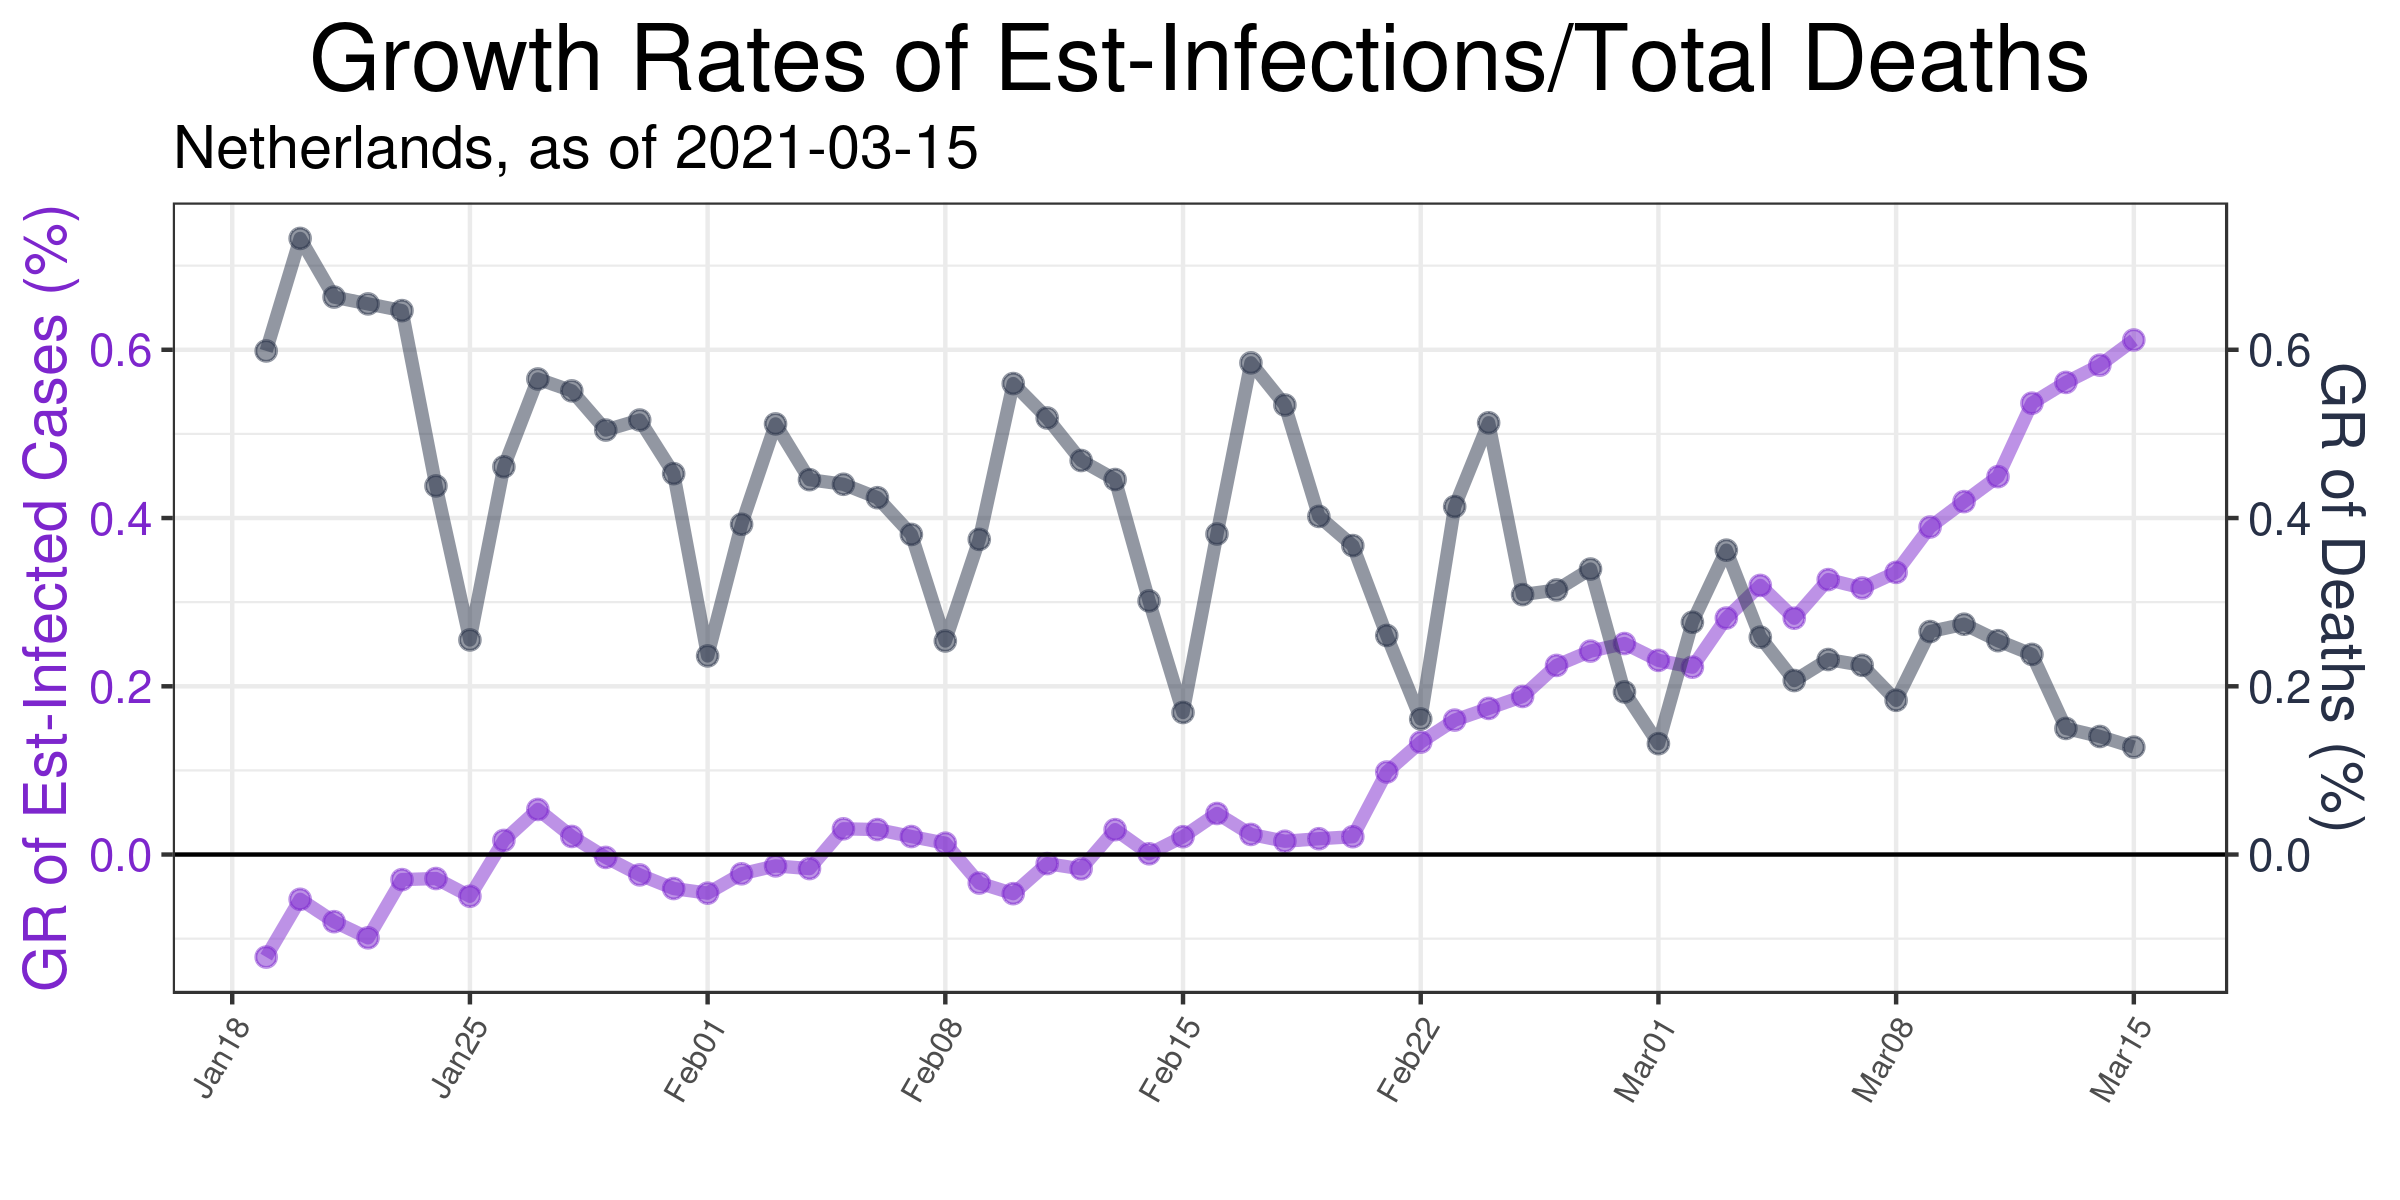 Growth Rates of Est-Infections/Total Deaths
Netherlands, as of 2021-03-15
GR of Est-Infected Cases (%)
0.6
0.4
0.2
0.0
0.6
0.4
0.2
0.0
GR of Deaths (%)
Jan18
Jan25
Feb01
Feb08
Feb15
Feb22
Mar01
Mar08
Mar15